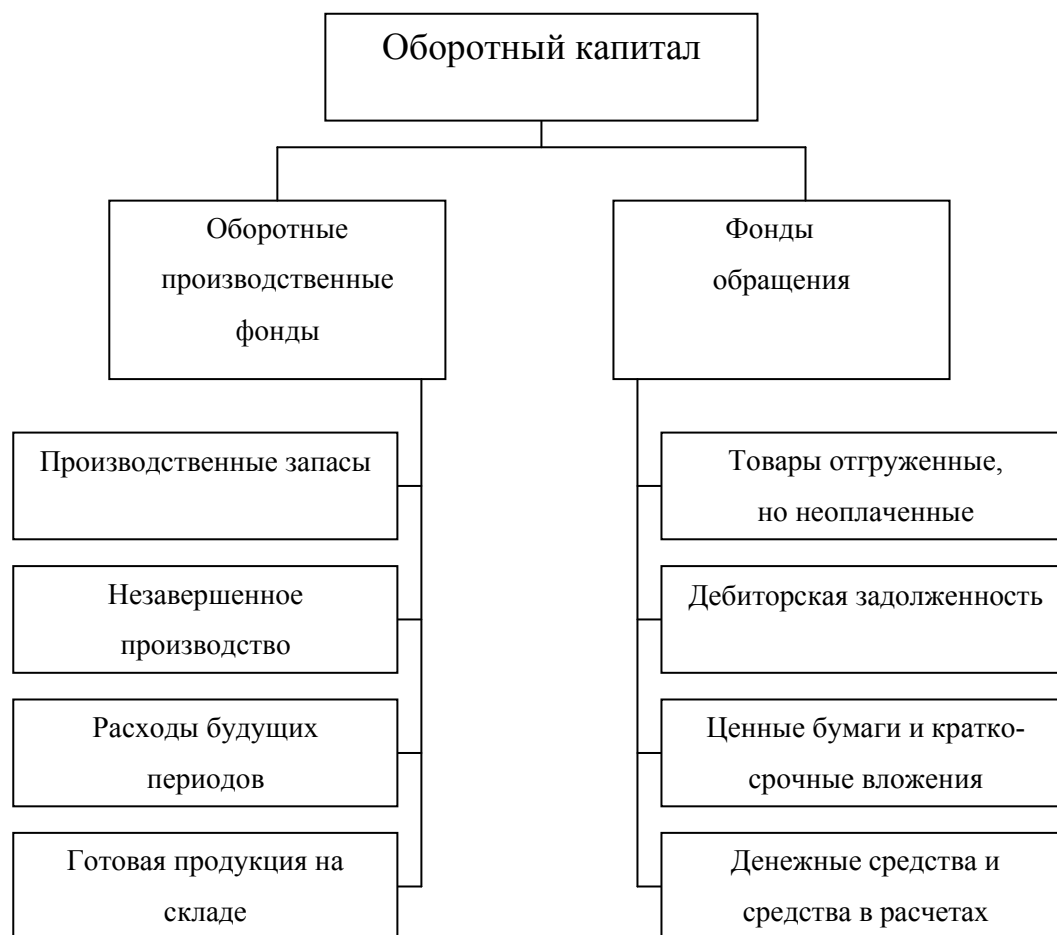 Оборотный капитал
Оборотные
производственные
фонды
Фонды
обращения
Производственные запасы
Незавершенное
производство
Расходы будущих
периодов
Готовая продукция на
складе
Товары отгруженные,
но неоплаченные
Дебиторская задолженность
Ценные бумаги и кратко-
срочные вложения
Денежные средства и
средства в расчетах